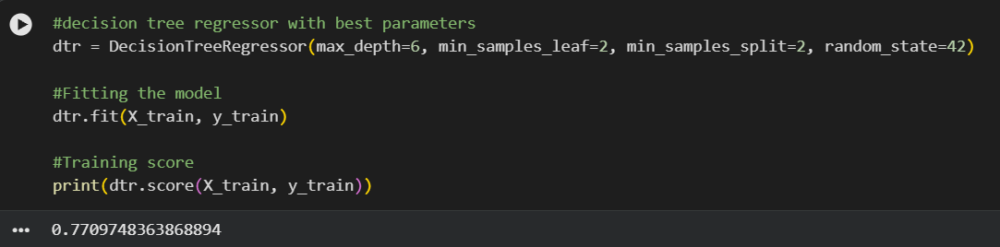 #decision tree regressor with best parameters
dtr = DecisionTreeRegressor(max_depth=6, min_samples_leaf=2, min_samples_split=2, random_state=42)
#Fitting the model
dtr.fit(X_train, y_train)
#Training score
print(dtr.score(X_train, y_train))
0.7709748363868894